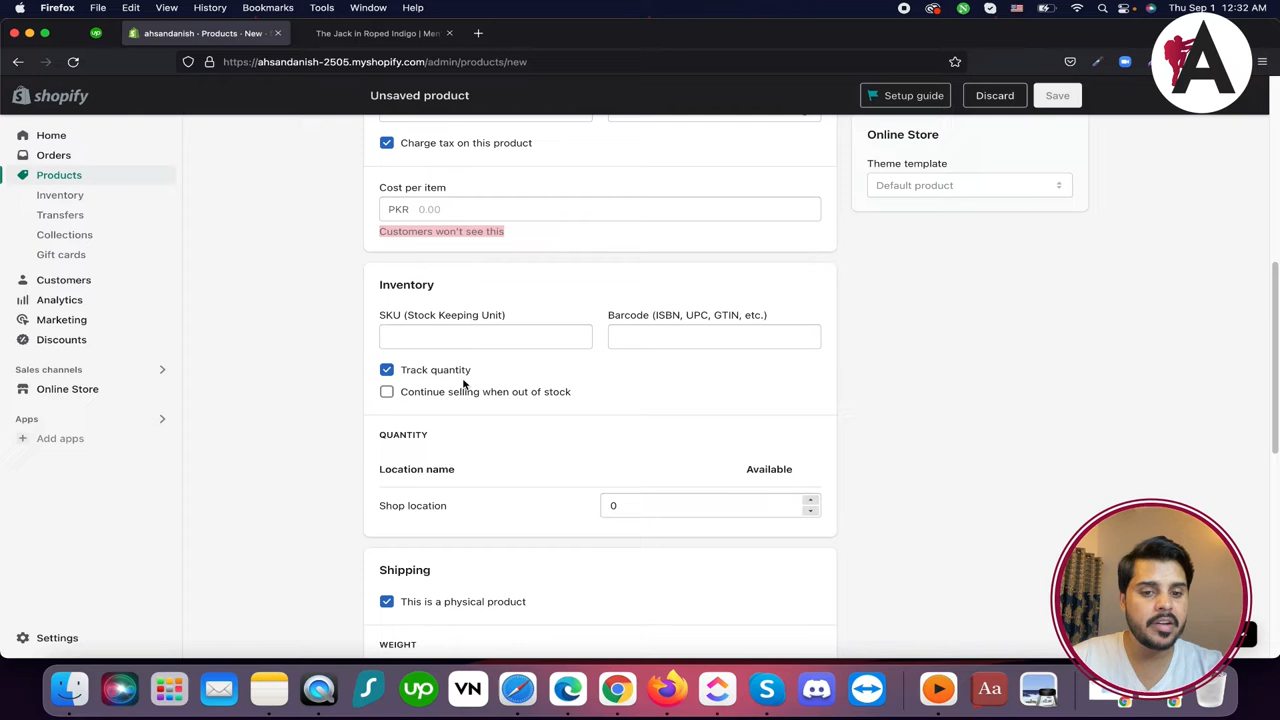 Firefox File Edit View History Bookmarks Tools Window Help Thu Sep 1 12:32 AM
ahsandanish · Products · New · The Jack in Roped Indigo | Men
https://ahsandanish-2505.myshopify.com/admin/products/new
A
shopify Unsaved product Setup guide Discard Save
Home
Orders
Products
Inventory
Transfers
Collections
Gift cards
Customers
Analytics
Marketing
Discounts
Sales channels
Online Store
Apps
Add apps
Settings
Charge tax on this product
Cost per item
PKR 0.00
Customers won't see this
Inventory
SKU (Stock Keeping Unit) Barcode (ISBN, UPC, GTIN, etc.)
Track quantity
Continue selling when out of stock
QUANTITY
Location name Available
Shop location 0
Shipping
This is a physical product
WEIGHT
Online Store
Theme template
Default product
up VN Aa